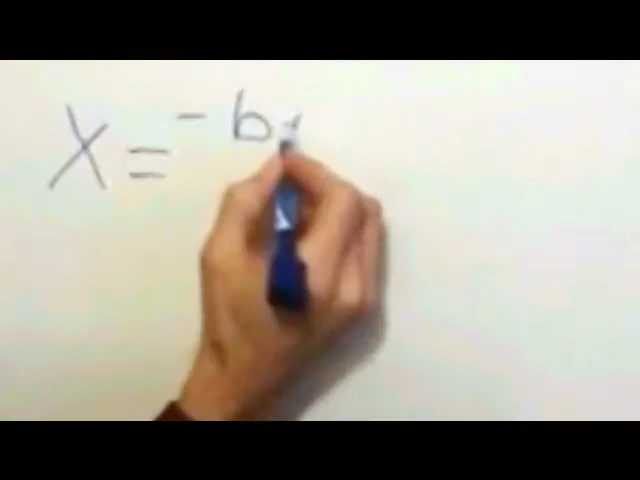 X = -b